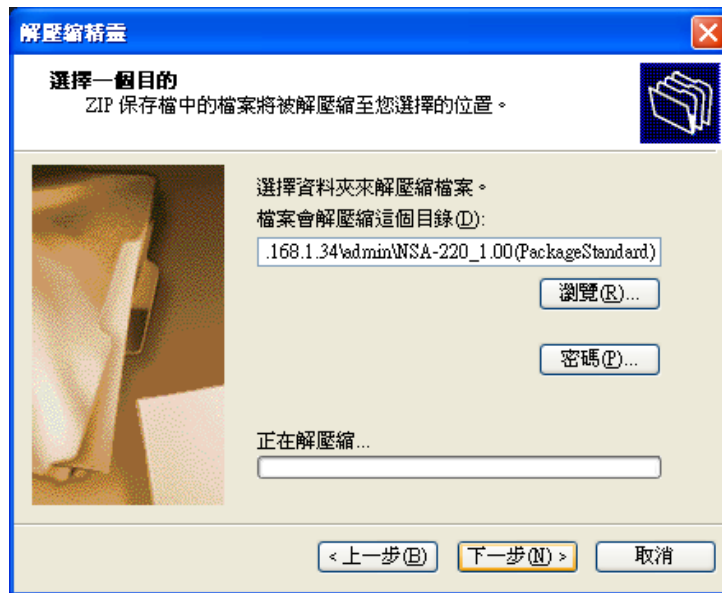 解壓縮精靈
選擇一個目的
ZIP 保存檔中的檔案將被解壓縮至您選擇的位置。
選擇資料夾來解壓縮檔案。
檔案會解壓縮這個目錄(D):
.168.1.34\admin\NSA-220_1.00(PackageStandard)
瀏覽(R)...
密碼(P)...
正在解壓縮...
<上一步(B)
下一步(N)>
取消